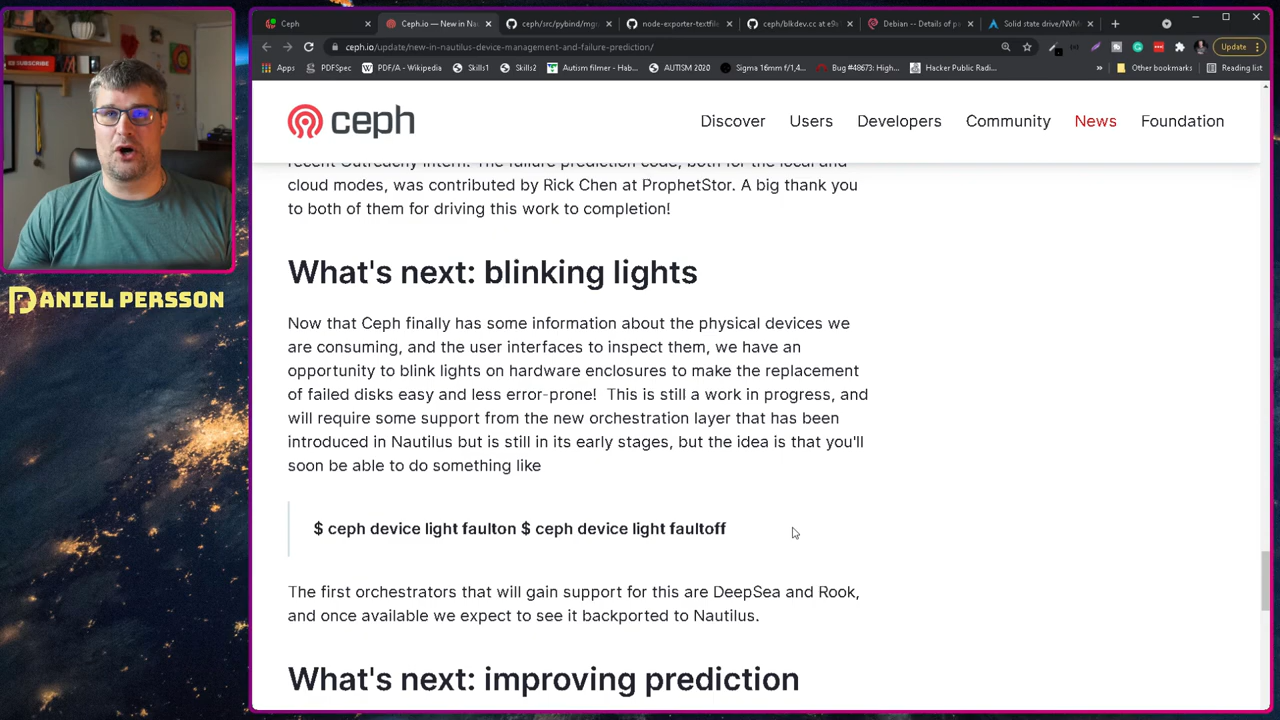 Ceph
Ceph.io — New in Na
ceph/src/pybind/mg
node-exporter-textfile
ceph/blkdev.cc at e9
Debian -- Details of pa
Solid state drive/NVM
ceph.io/update/new-in-nautilus-device-management-and-failure-prediction/
Update
Apps
PDFSpec
PDF/A - Wikipedia
Skills1
Skills2
Autism filmer - Hab...
AUTISM 2020
Sigma 16mm f/1,4...
Bug #48673: High...
Hacker Public Radi...
»
Other bookmarks
Reading list
ceph
Discover
Users
Developers
Community
News
Foundation
recent Outreachy intern. The failure prediction code, both for the local and
cloud modes, was contributed by Rick Chen at ProphetStor. A big thank you
to both of them for driving this work to completion!
What's next: blinking lights
Now that Ceph finally has some information about the physical devices we
are consuming, and the user interfaces to inspect them, we have an
opportunity to blink lights on hardware enclosures to make the replacement
of failed disks easy and less error-prone! This is still a work in progress, and
will require some support from the new orchestration layer that has been
introduced in Nautilus but is still in its early stages, but the idea is that you'll
soon be able to do something like
$ ceph device light faulton $ ceph device light faultoff
The first orchestrators that will gain support for this are DeepSea and Rook,
and once available we expect to see it backported to Nautilus.
What's next: improving prediction
DANIEL PERSSON